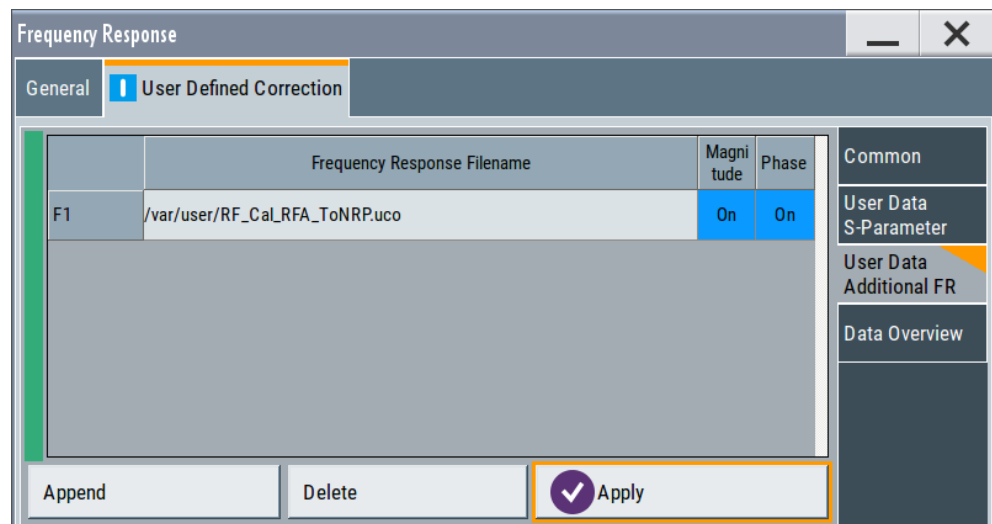 Frequency Response
General
User Defined Correction
Frequency Response Filename
Magni
tude
Phase
F1
/var/user/RF_Cal_RFA_ToNRP.uco
On
On
Common
User Data
S-Parameter
User Data
Additional FR
Data Overview
Append
Delete
Apply